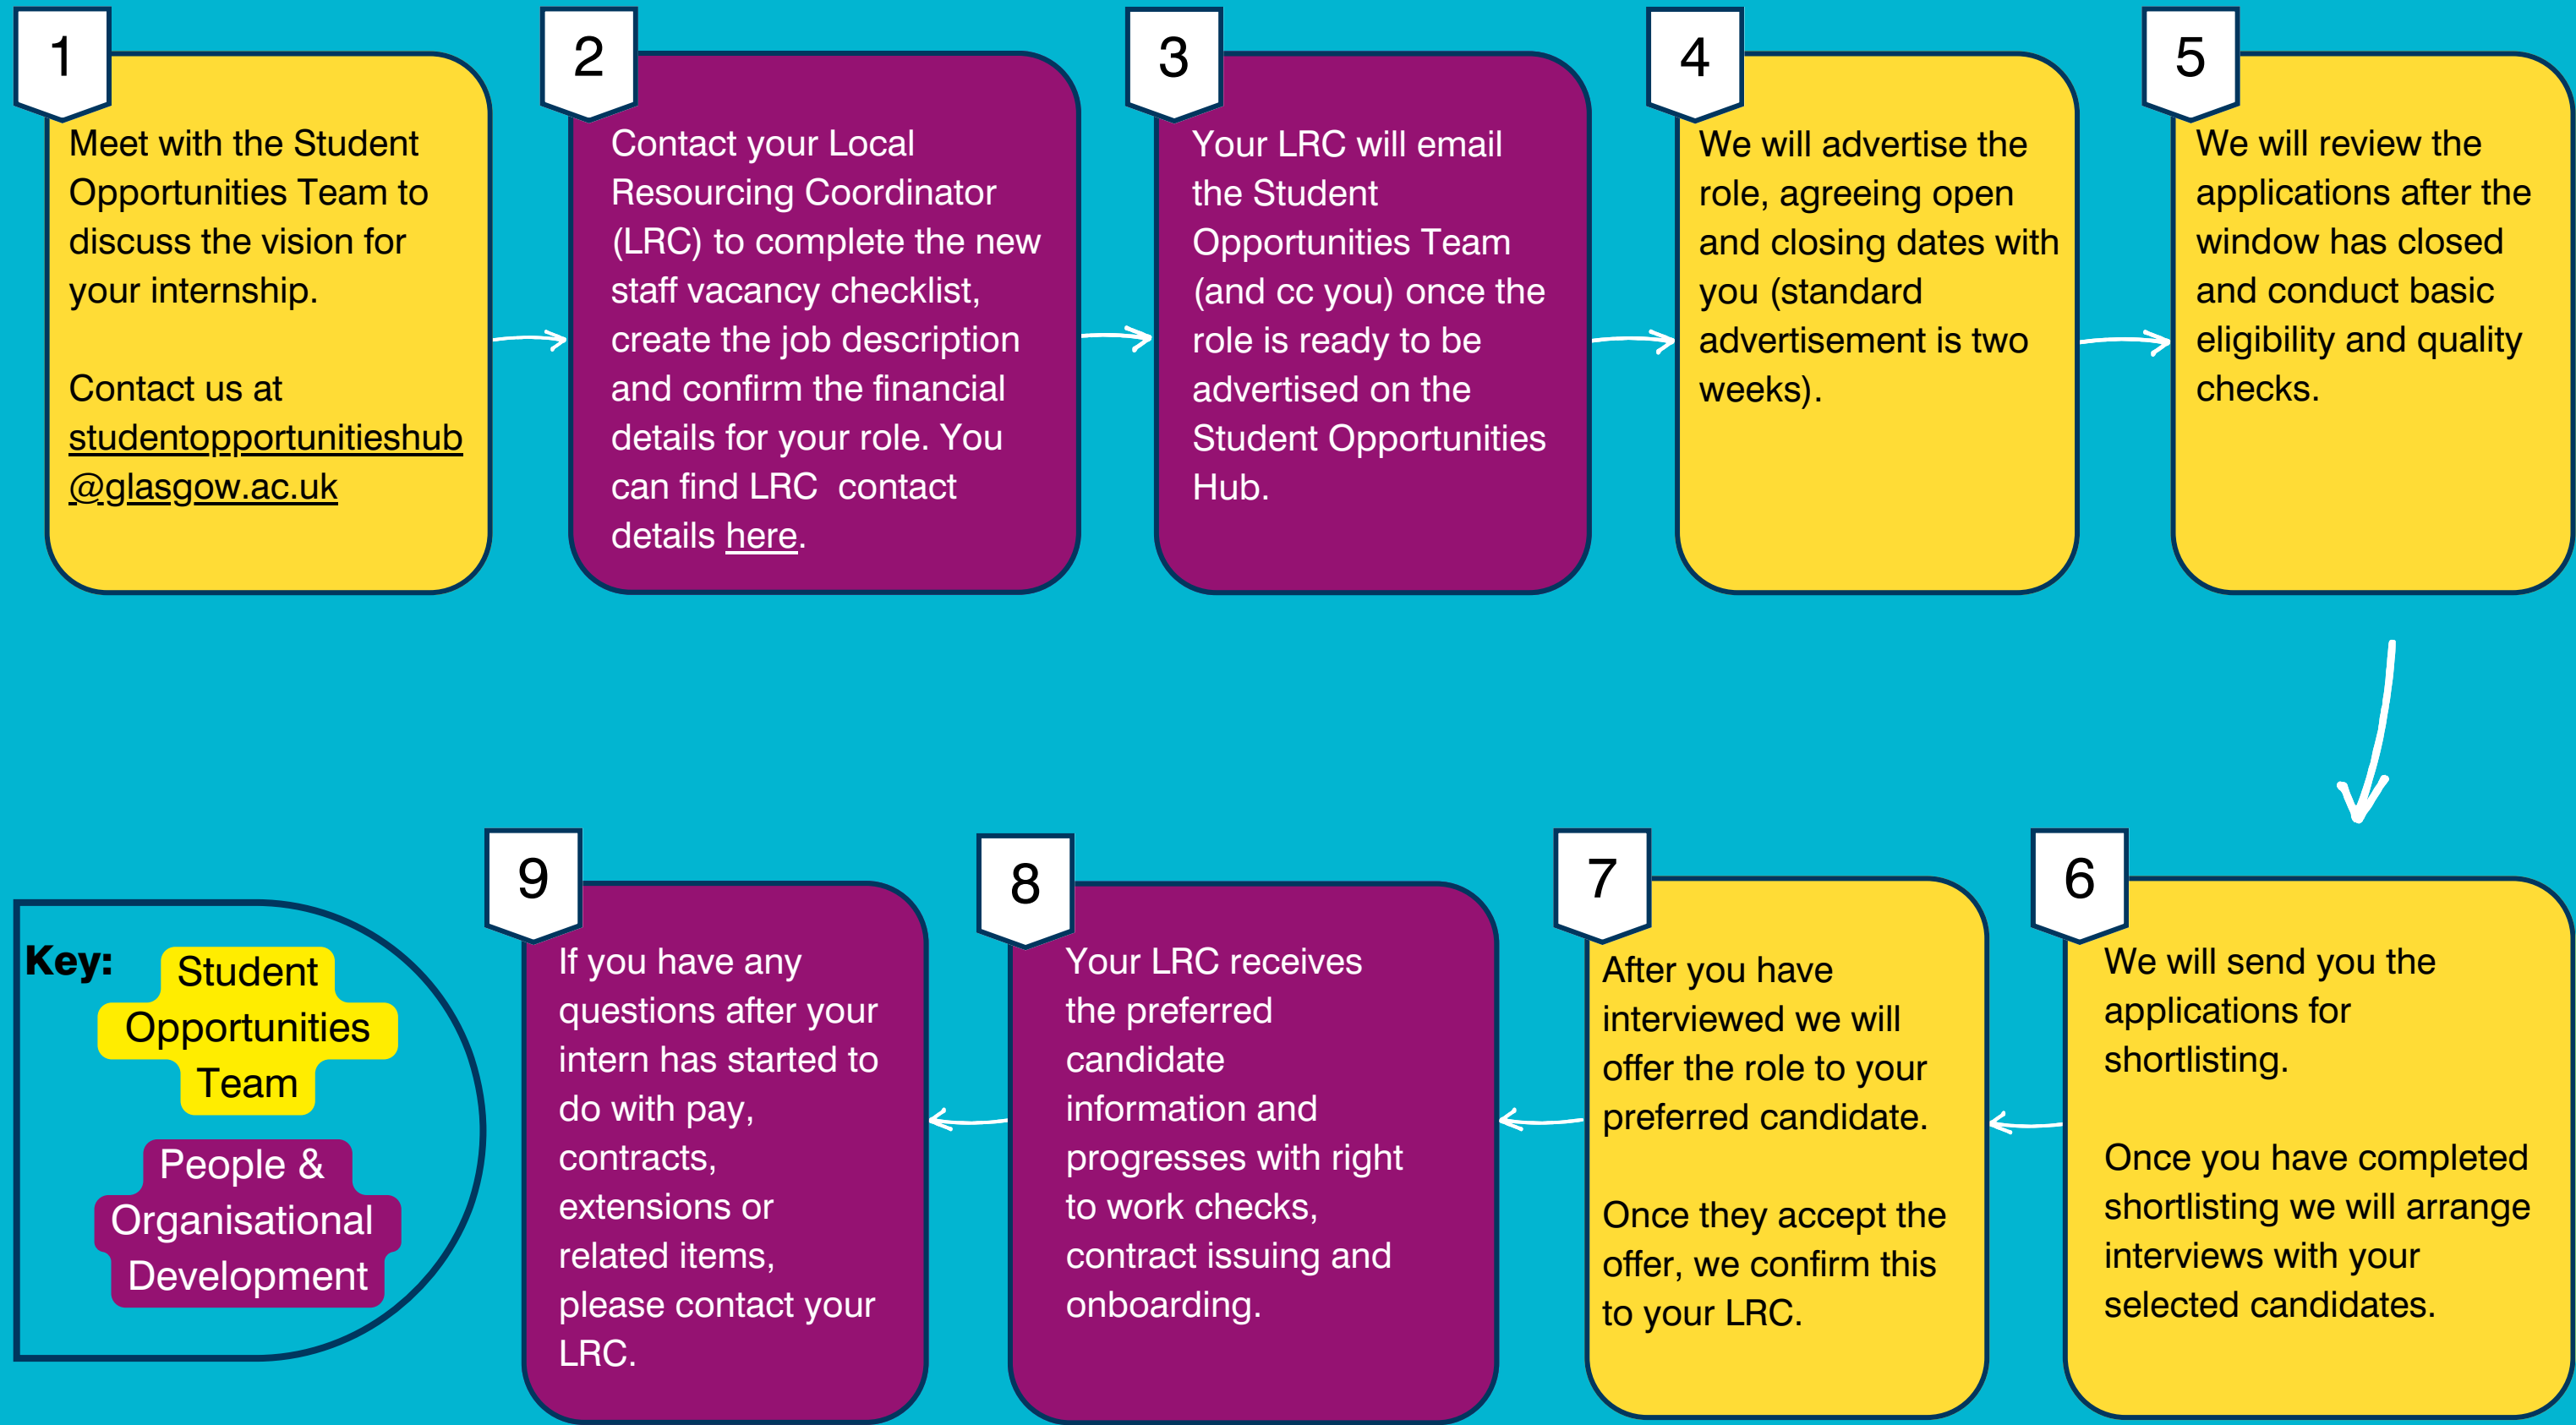 1
Meet with the Student
Opportunities Team to
discuss the vision for
your internship.
Contact us at
studentopportunitieshub
@glasgow.ac.uk
2
Contact your Local
Resourcing Coordinator
(LRC) to complete the new
staff vacancy checklist,
create the job description
and confirm the financial
details for your role. You
can find LRC contact
details here.
3
Your LRC will email
the Student
Opportunities Team
(and cc you) once the
role is ready to be
advertised on the
Student Opportunities
Hub.
4
We will advertise the
role, agreeing open
and closing dates with
you (standard
advertisement is two
weeks).
5
We will review the
applications after the
window has closed
and conduct basic
eligibility and quality
checks.
6
We will send you the
applications for
shortlisting.
Once you have completed
shortlisting we will arrange
interviews with your
selected candidates.
7
After you have
interviewed we will
offer the role to your
preferred candidate.
Once they accept the
offer, we confirm this
to your LRC.
8
Your LRC receives
the preferred
candidate
information and
progresses with right
to work checks,
contract issuing and
onboarding.
9
If you have any
questions after your
intern has started to
do with pay,
contracts,
extensions or
related items,
please contact your
LRC.
Key:
Student
Opportunities
Team
People &
Organisational
Development